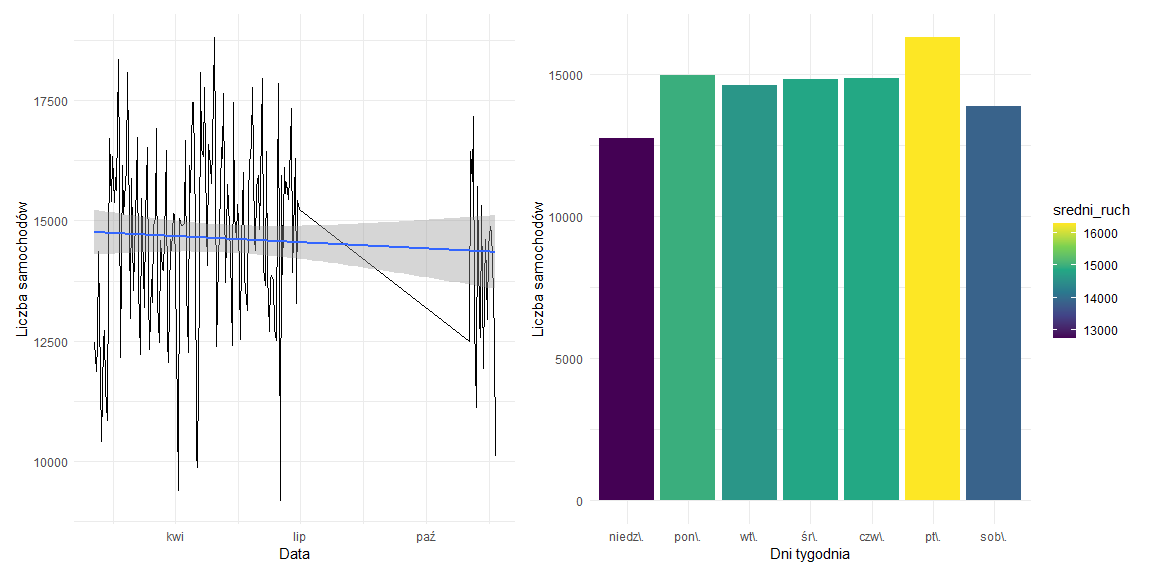 Liczba samochodów
17500
15000
12500
10000
kwi
lip
paź
Data
Liczba samochodów
15000
10000
5000
0
niedz\.
pon\.
wt\.
śr\.
czw\.
pt\.
sob\.
Dni tygodnia
sredni_ruch
16000
15000
14000
13000